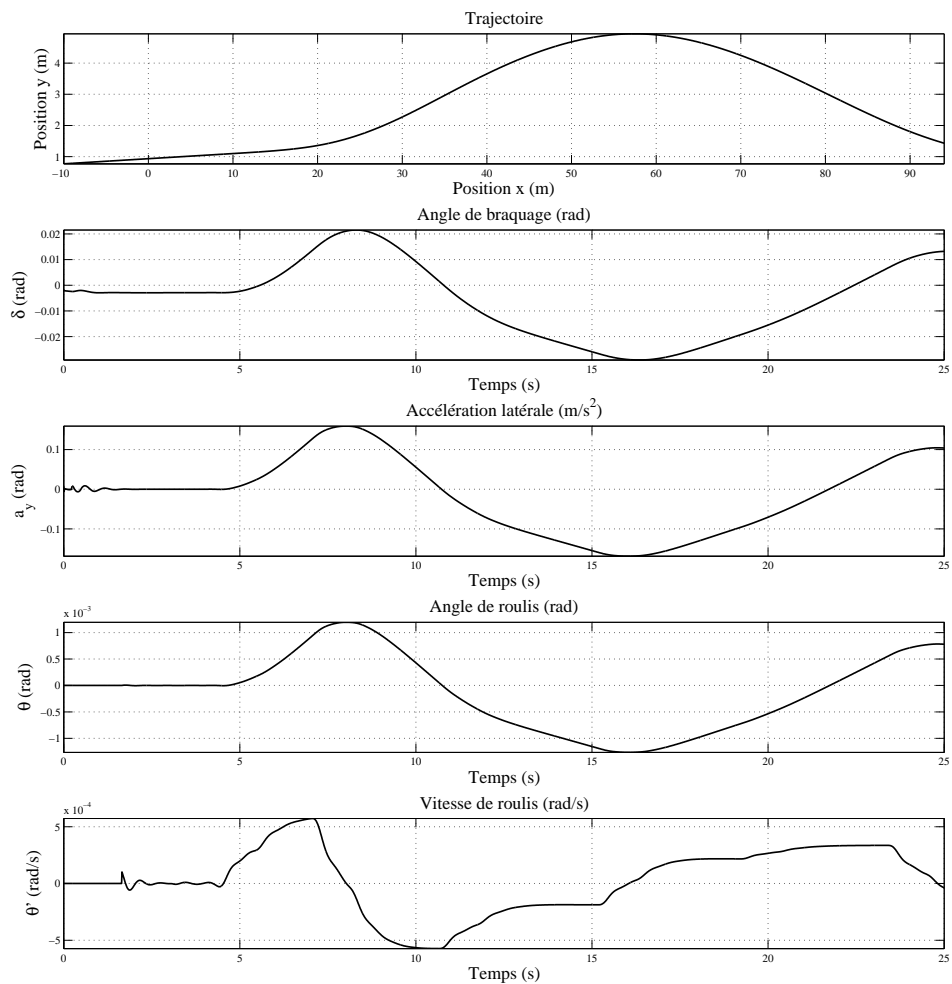 Trajectoire
Position y (m)
4
3
2
1
−10 0 10 20 30 40 50 60 70 80 90
Position x (m)
Angle de braquage (rad)
δ (rad)
0.02
0.01
0
−0.01
−0.02
0 5 10 15 20 25
Temps (s)
Accélération latérale (m/s²)
a_y (rad)
0.1
0
−0.1
0 5 10 15 20 25
Temps (s)
Angle de roulis (rad)
x 10⁻³
θ (rad)
1
0.5
0
−0.5
−1
0 5 10 15 20 25
Temps (s)
Vitesse de roulis (rad/s)
x 10⁻⁴
θ' (rad/s)
5
0
−5
0 5 10 15 20 25
Temps (s)